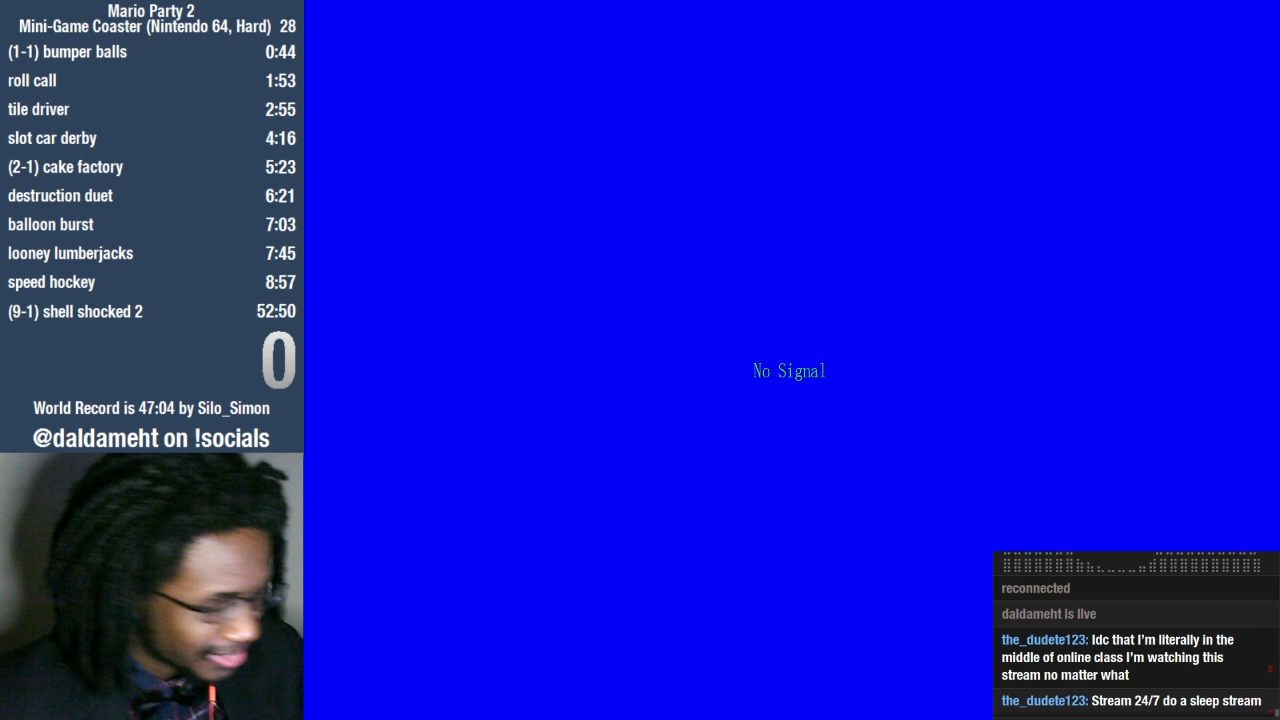 Mario Party 2
Mini-Game Coaster (Nintendo 64, Hard) 28
(1-1) bumper balls 0:44
roll call 1:53
tile driver 2:55
slot car derby 4:16
(2-1) cake factory 5:23
destruction duet 6:21
balloon burst 7:03
looney lumberjacks 7:45
speed hockey 8:57
(9-1) shell shocked 2 52:50
0
World Record is 47:04 by Silo_Simon
@daldameht on !socials
No Signal
reconnected
daldameht is live
the_dudete123: Idc that I'm literally in the
middle of online class I'm watching this
stream no matter what
the_dudete123: Stream 24/7 do a sleep stream